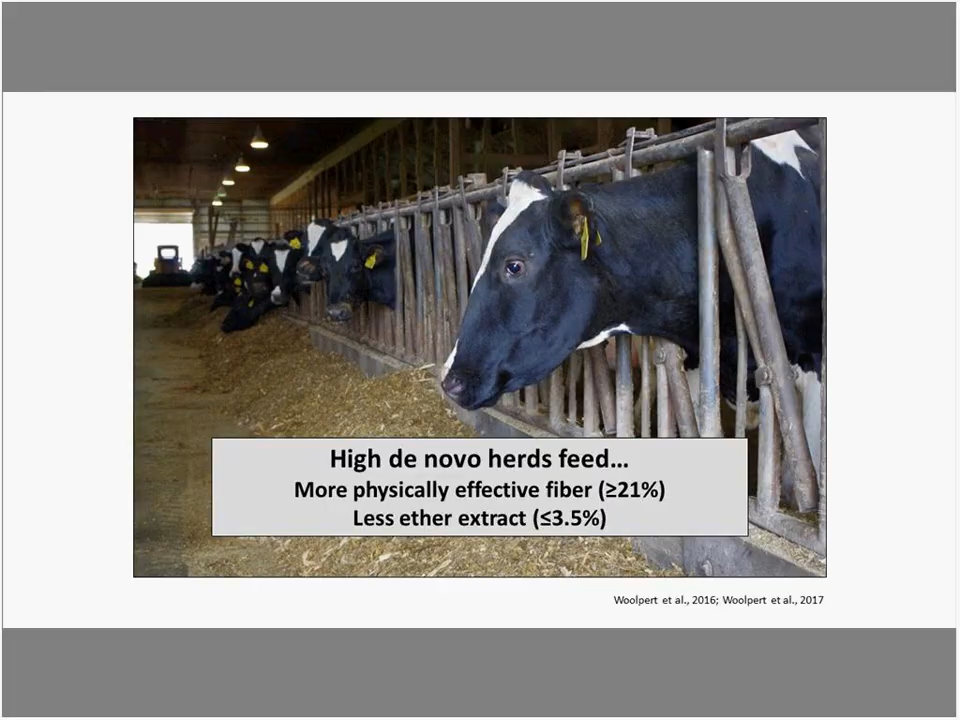 High de novo herds feed…
More physically effective fiber (≥21%)
Less ether extract (≤3.5%)
Woolpert et al., 2016; Woolpert et al., 2017